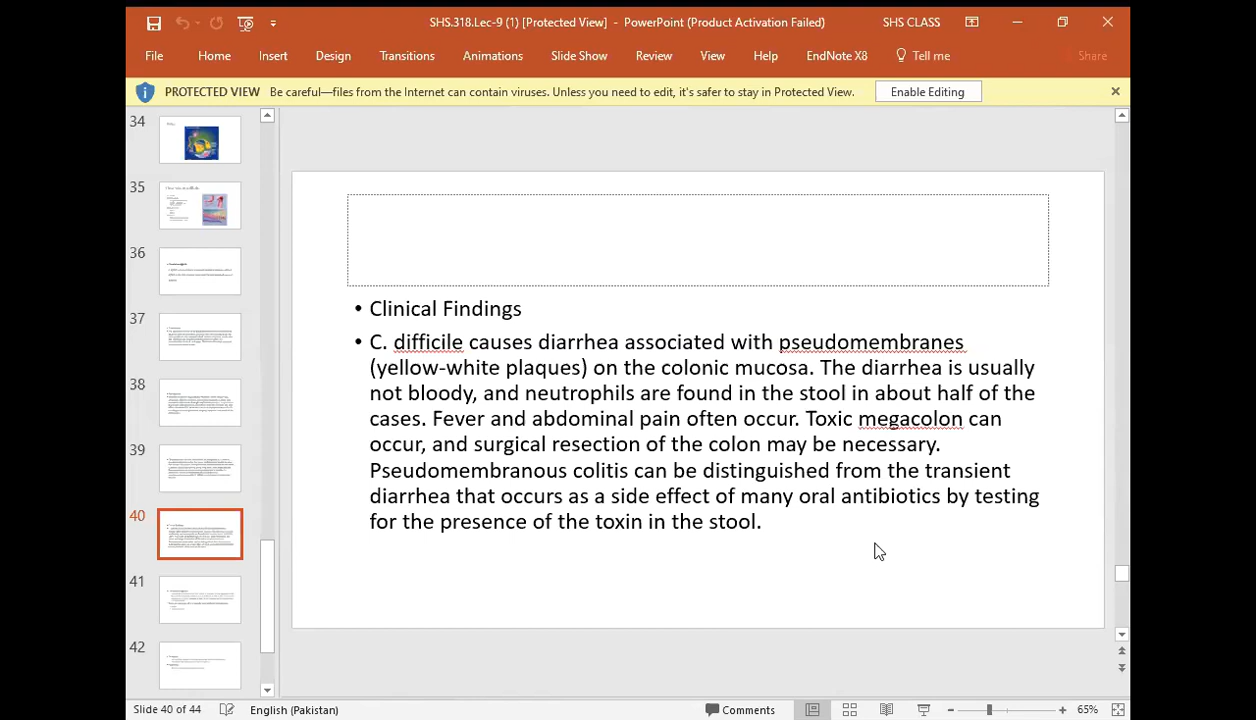 SHS.318.Lec-9 (1) [Protected View] - PowerPoint (Product Activation Failed)
SHS CLASS
File Home Insert Design Transitions Animations Slide Show Review View Help EndNote X8 Tell me Share
PROTECTED VIEW Be careful—files from the Internet can contain viruses. Unless you need to edit, it's safer to stay in Protected View. Enable Editing
34
35
36
37
38
39
40
41
42
• Clinical Findings
• C. difficile causes diarrhea associated with pseudomembranes
(yellow-white plaques) on the colonic mucosa. The diarrhea is usually
not bloody, and neutrophils are found in the stool in about half of the
cases. Fever and abdominal pain often occur. Toxic megacolon can
occur, and surgical resection of the colon may be necessary.
Pseudomembranous colitis can be distinguished from the transient
diarrhea that occurs as a side effect of many oral antibiotics by testing
for the presence of the toxin in the stool.
Slide 40 of 44 English (Pakistan) Comments 65%